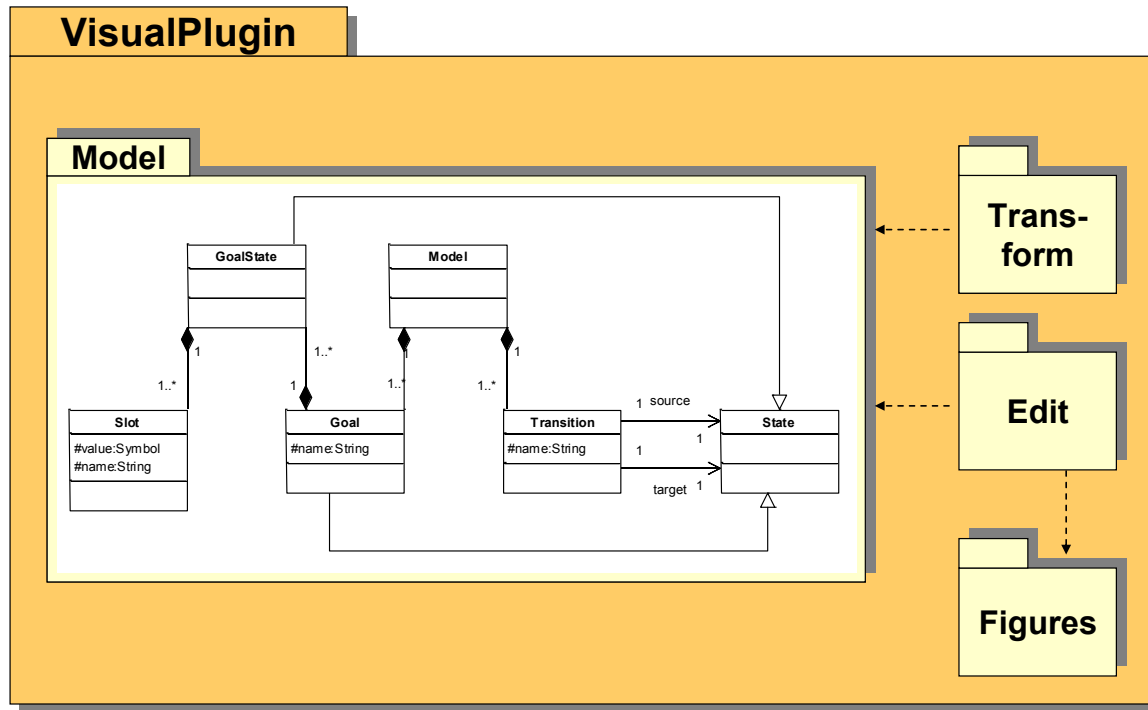 VisualPlugin
Model
GoalState
Model
1
1..*
1..*
1
1
1..*
1
1..*
Slot
#value:Symbol
#name:String
Goal
#name:String
Transition
#name:String
1 source
1
1
target
1
State
Trans-
form
Edit
Figures